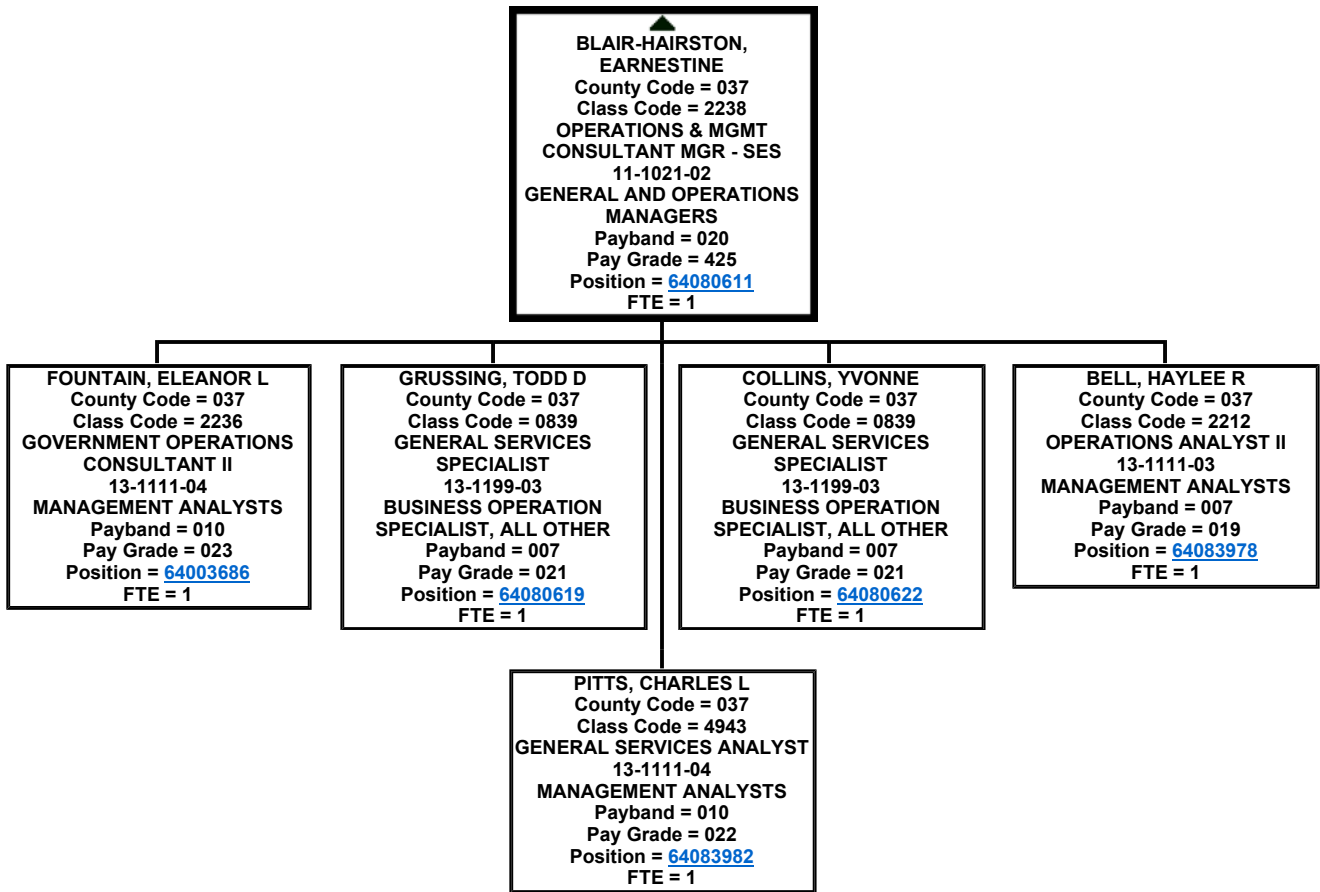 BLAIR-HAIRSTON,
EARNESTINE
County Code = 037
Class Code = 2238
OPERATIONS & MGMT
CONSULTANT MGR - SES
11-1021-02
GENERAL AND OPERATIONS
MANAGERS
Payband = 020
Pay Grade = 425
Position = 64080611
FTE = 1
FOUNTAIN, ELEANOR L
County Code = 037
Class Code = 2236
GOVERNMENT OPERATIONS
CONSULTANT II
13-1111-04
MANAGEMENT ANALYSTS
Payband = 010
Pay Grade = 023
Position = 64003686
FTE = 1
GRUSSING, TODD D
County Code = 037
Class Code = 0839
GENERAL SERVICES
SPECIALIST
13-1199-03
BUSINESS OPERATION
SPECIALIST, ALL OTHER
Payband = 007
Pay Grade = 021
Position = 64080619
FTE = 1
COLLINS, YVONNE
County Code = 037
Class Code = 0839
GENERAL SERVICES
SPECIALIST
13-1199-03
BUSINESS OPERATION
SPECIALIST, ALL OTHER
Payband = 007
Pay Grade = 021
Position = 64080622
FTE = 1
BELL, HAYLEE R
County Code = 037
Class Code = 2212
OPERATIONS ANALYST II
13-1111-03
MANAGEMENT ANALYSTS
Payband = 007
Pay Grade = 019
Position = 64083978
FTE = 1
PITTS, CHARLES L
County Code = 037
Class Code = 4943
GENERAL SERVICES ANALYST
13-1111-04
MANAGEMENT ANALYSTS
Payband = 010
Pay Grade = 022
Position = 64083982
FTE = 1